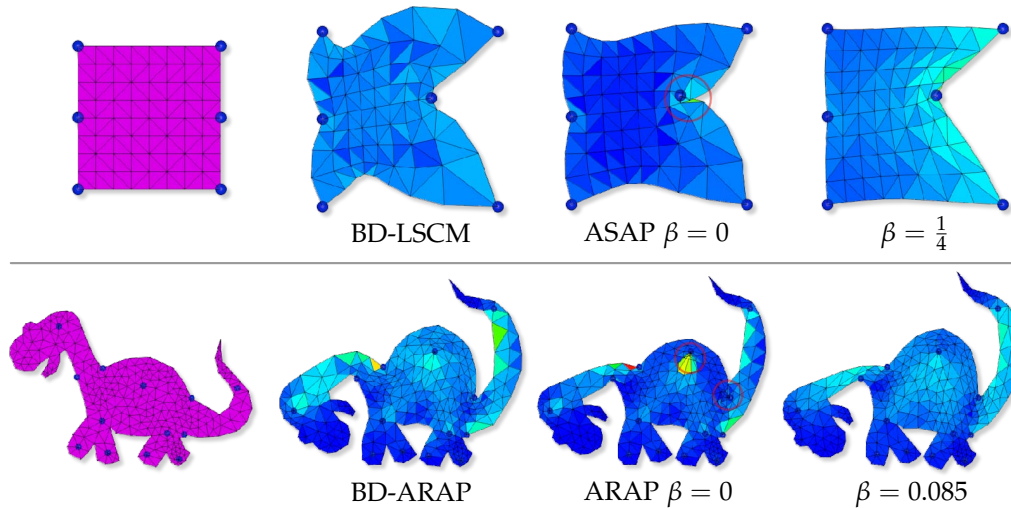 BD-LSCM
ASAP β = 0
β = 1/4
BD-ARAP
ARAP β = 0
β = 0.085